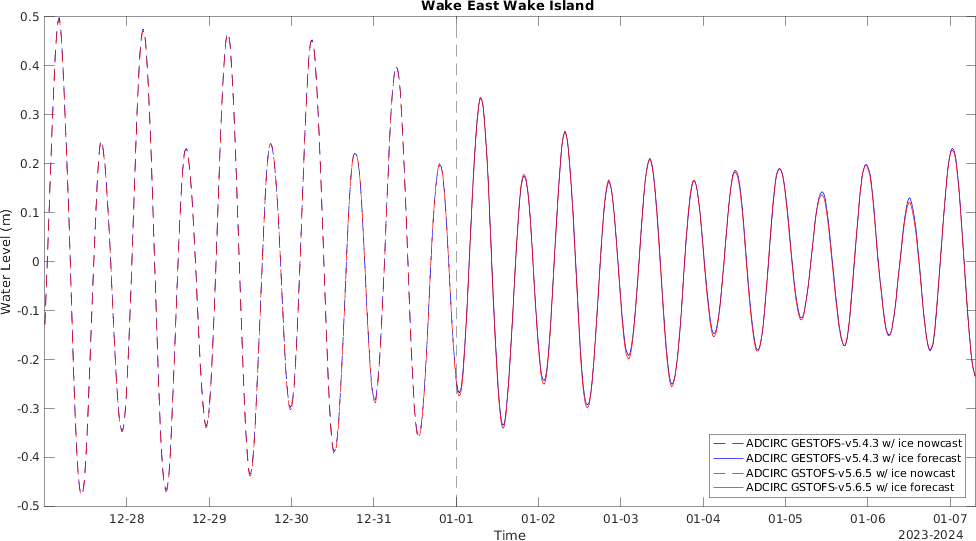 Wake East Wake Island
0.5
0.4
0.3
0.2
0.1
0
-0.1
-0.2
-0.3
-0.4
-0.5
Water Level (m)
12-28 12-29 12-30 12-31 01-01 01-02 01-03 01-04 01-05 01-06 01-07
Time
2023-2024
ADCIRC GESTOFS-v5.4.3 w/ ice nowcast
ADCIRC GESTOFS-v5.4.3 w/ ice forecast
ADCIRC GSTOFS-v5.6.5 w/ ice nowcast
ADCIRC GSTOFS-v5.6.5 w/ ice forecast